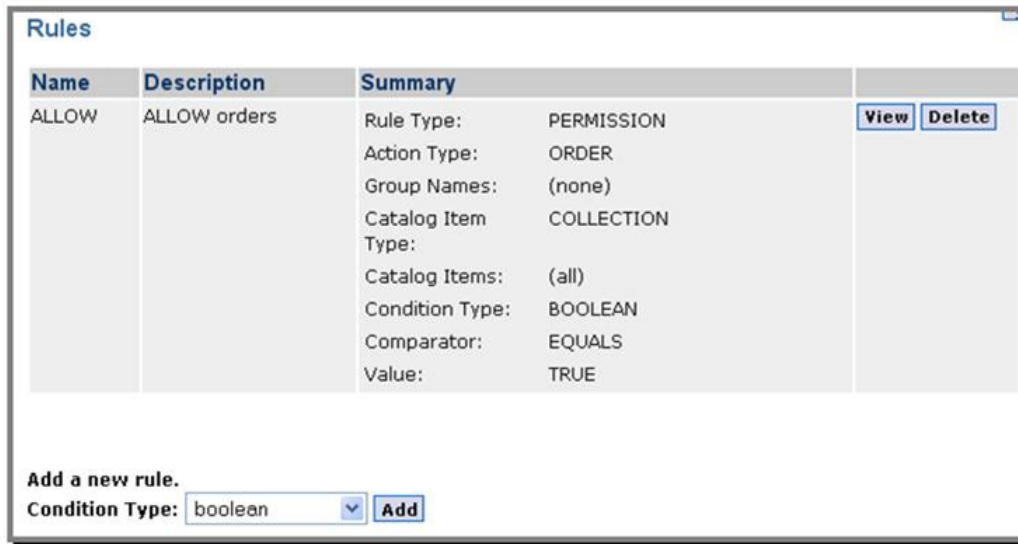 Rules
Name Description Summary
ALLOW ALLOW orders Rule Type: PERMISSION View Delete
Action Type: ORDER
Group Names: (none)
Catalog Item Type: COLLECTION
Catalog Items: (all)
Condition Type: BOOLEAN
Comparator: EQUALS
Value: TRUE
Add a new rule.
Condition Type: boolean Add